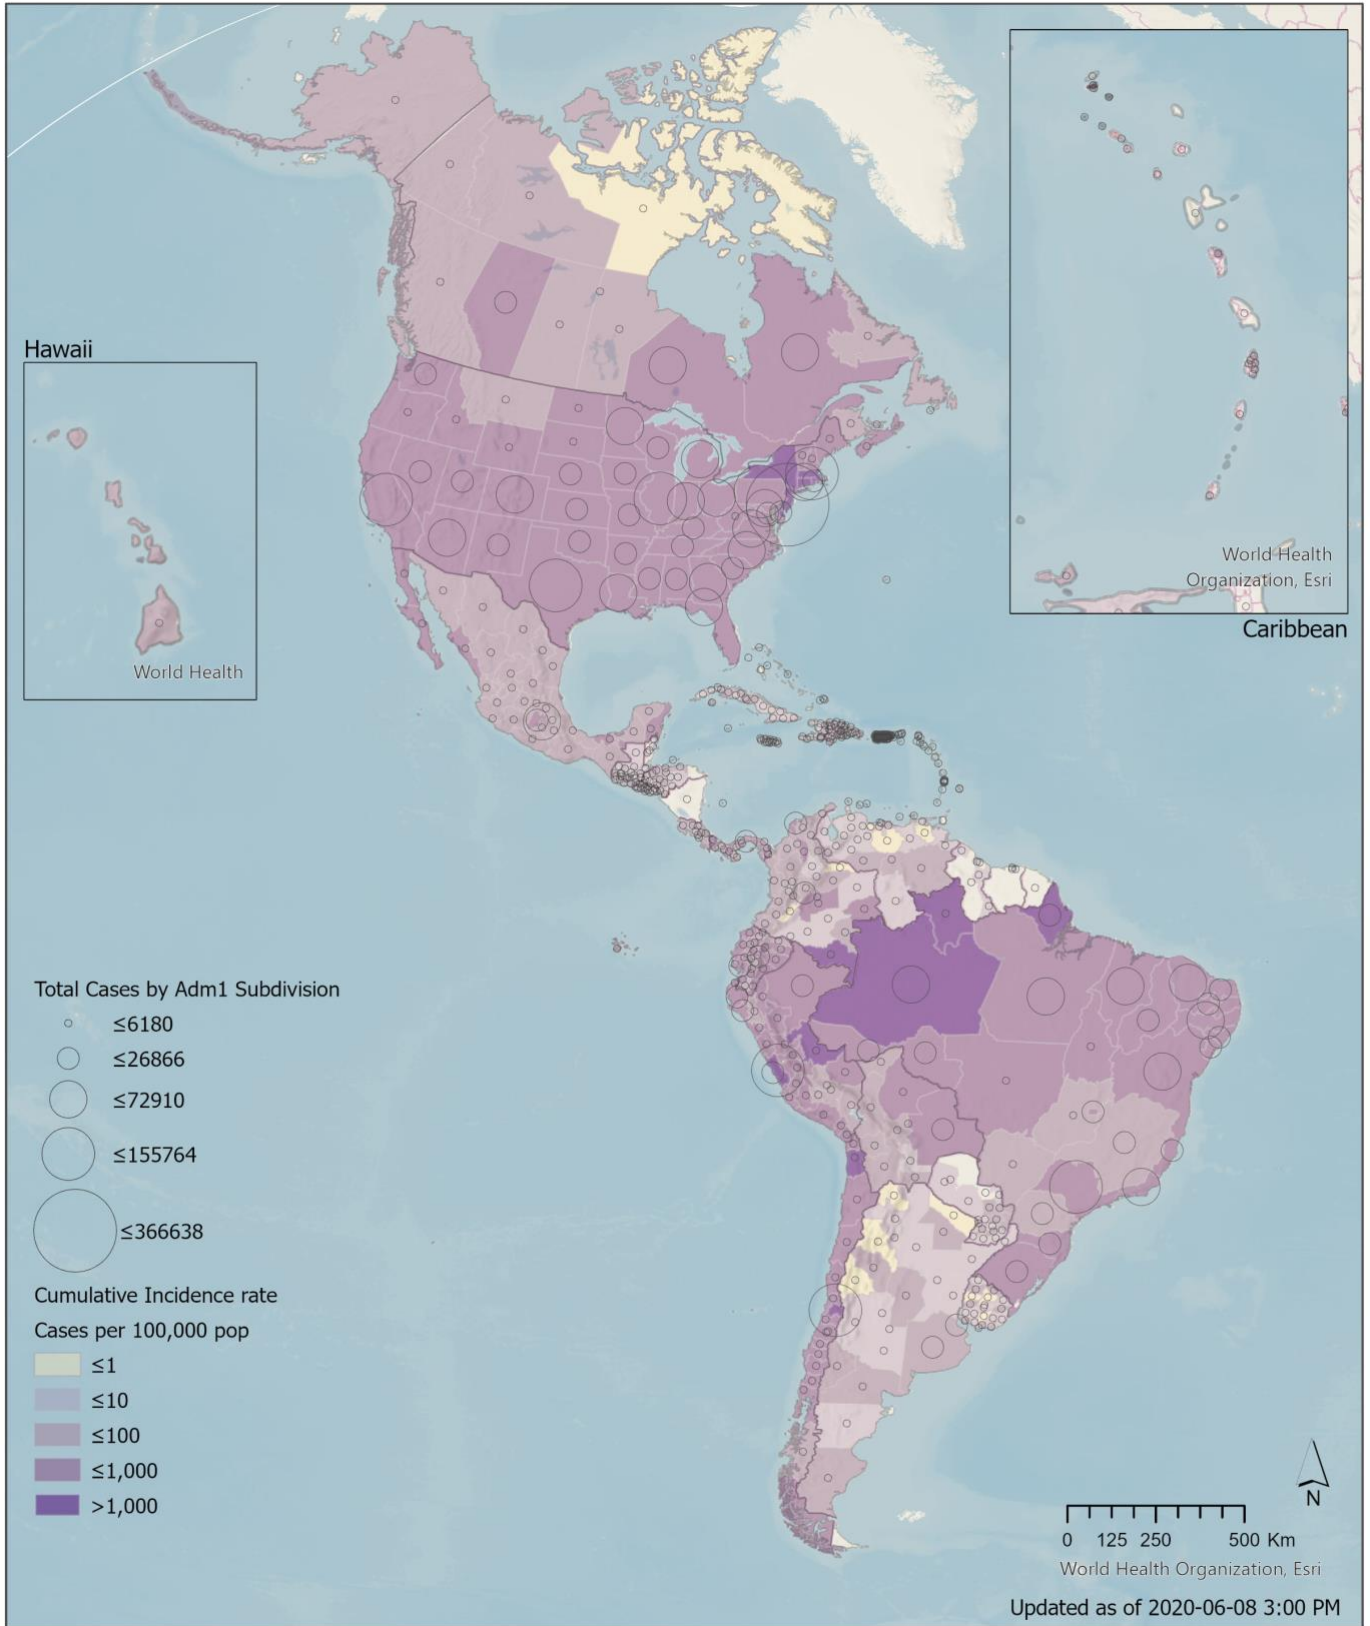 Hawaii
World Health
World Health
Organization, Esri
Caribbean
Total Cases by Adm1 Subdivision
≤6180
≤26866
≤72910
≤155764
≤366638
Cumulative Incidence rate
Cases per 100,000 pop
≤1
≤10
≤100
≤1,000
>1,000
N
0 125 250 500 Km
World Health Organization, Esri
Updated as of 2020-06-08 3:00 PM